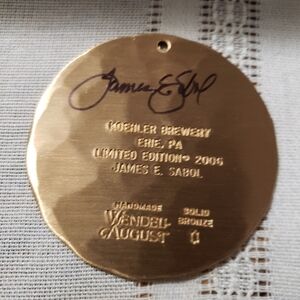 James E Sabol
KOEHLER BREWERY
ERIE, PA
LIMITED EDITION© 2006
JAMES E. SABOL
HANDMADE
WENDELL
AUGUST
SOLID
BRONZE